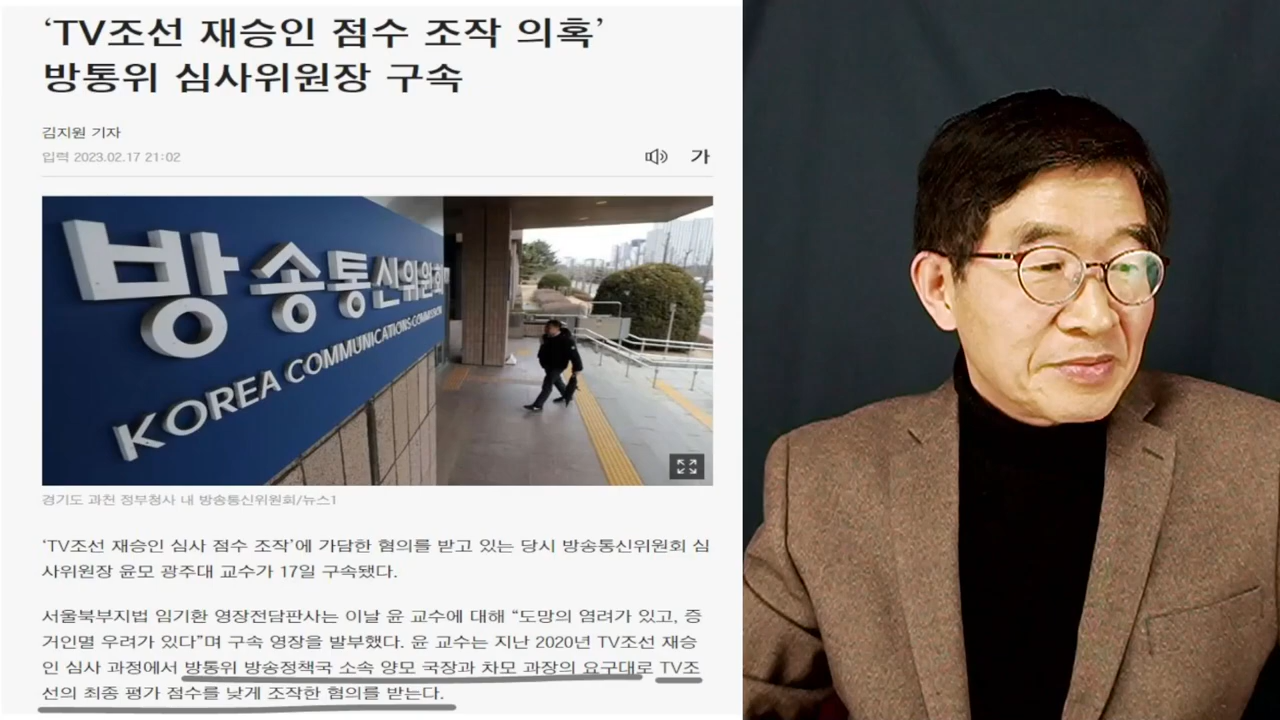 ‘TV조선 재승인 점수 조작 의혹’
방통위 심사위원장 구속
김지원 기자
입력 2023.02.17 21:02
가
방송통신위원회
KOREA COMMUNICATIONS COMMISSION
경기도 과천 정부청사 내 방송통신위원회/뉴스1
‘TV조선 재승인 심사 점수 조작’에 가담한 혐의를 받고 있는 당시 방송통신위원회 심
사위원장 윤모 광주대 교수가 17일 구속됐다.
서울북부지법 임기환 영장전담판사는 이날 윤 교수에 대해 “도망의 염려가 있고, 증
거인멸 우려가 있다”며 구속 영장을 발부했다. 윤 교수는 지난 2020년 TV조선 재승
인 심사 과정에서 방통위 방송정책국 소속 양모 국장과 차모 과장의 요구대로 TV조
선의 최종 평가 점수를 낮게 조작한 혐의를 받는다.